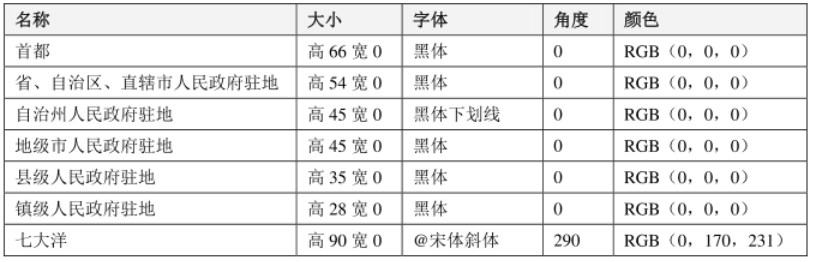 名称 大小 字体 角度 颜色
首都 高 66 宽 0 黑体 0 RGB（0，0，0）
省、自治区、直辖市人民政府驻地 高 54 宽 0 黑体 0 RGB（0，0，0）
自治州人民政府驻地 高 45 宽 0 黑体下划线 0 RGB（0，0，0）
地级市人民政府驻地 高 45 宽 0 黑体 0 RGB（0，0，0）
县级人民政府驻地 高 35 宽 0 黑体 0 RGB（0，0，0）
镇级人民政府驻地 高 28 宽 0 黑体 0 RGB（0，0，0）
七大洋 高 90 宽 0 @宋体斜体 290 RGB（0，170，231）